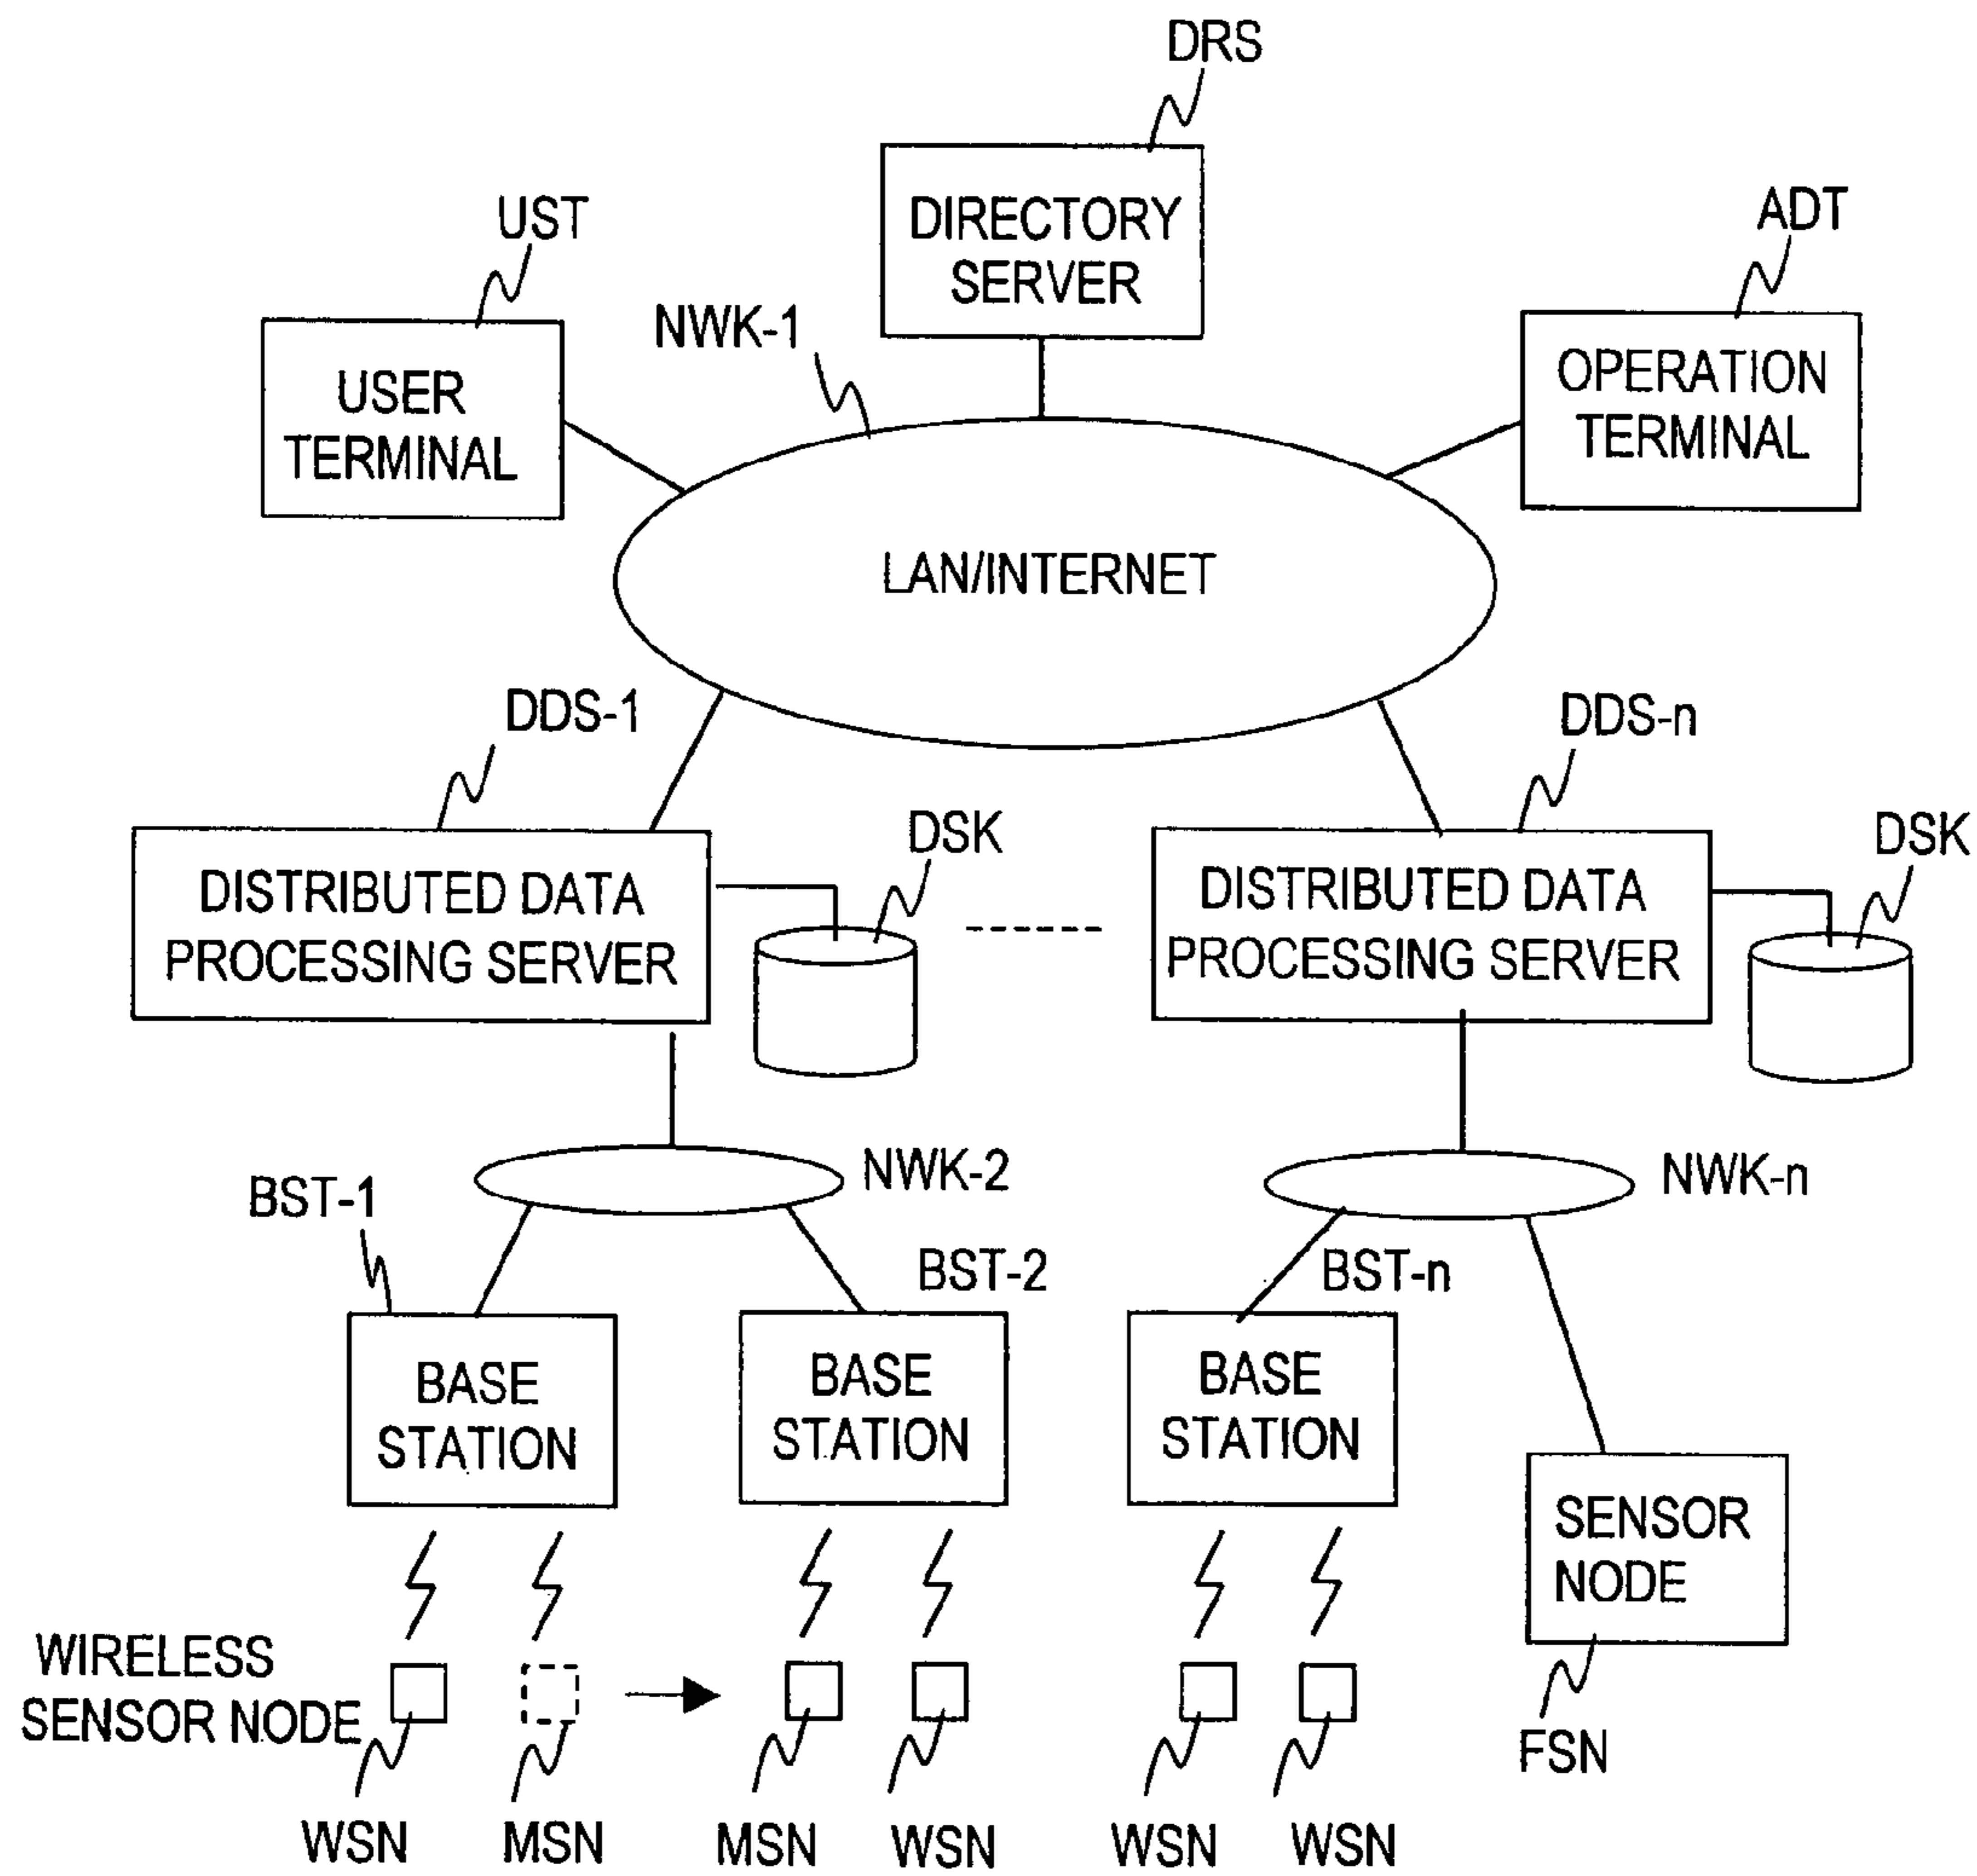 DRS
DIRECTORY
SERVER
UST
ADT
NWK-1
USER
TERMINAL
OPERATION
TERMINAL
LAN/INTERNET
DDS-1
DDS-n
DSK
DSK
DISTRIBUTED DATA
PROCESSING SERVER
DISTRIBUTED DATA
PROCESSING SERVER
NWK-2
NWK-n
BST-1
BST-2
BST-n
BASE
STATION
BASE
STATION
BASE
STATION
SENSOR
NODE
WIRELESS
SENSOR NODE
FSN
WSN
MSN
MSN
WSN
WSN
WSN